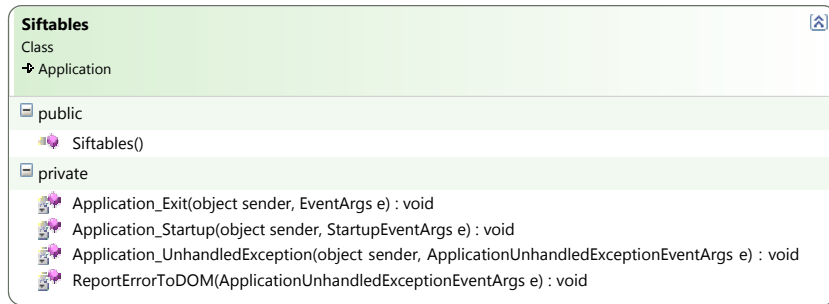 Siftables
Class
Application
public
Siftables()
private
Application_Exit(object sender, EventArgs e) : void
Application_Startup(object sender, StartupEventArgs e) : void
Application_UnhandledException(object sender, ApplicationUnhandledExceptionEventArgs e) : void
ReportErrorToDOM(ApplicationUnhandledExceptionEventArgs e) : void